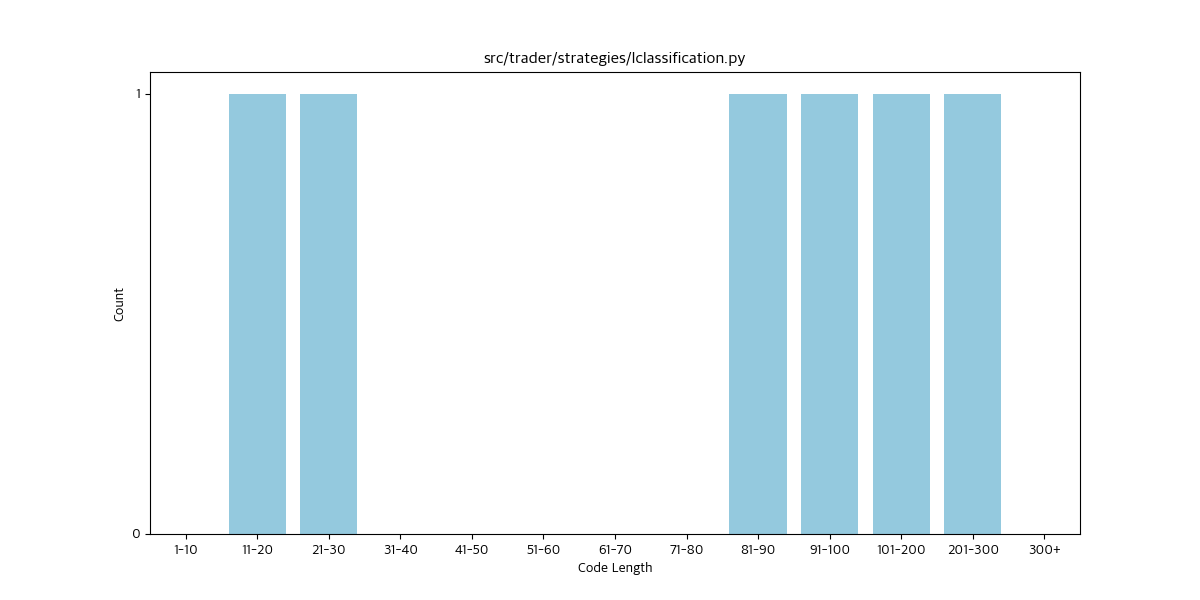 src/trader/strategies/lclassification.py
1
Count
0
1-10 11-20 21-30 31-40 41-50 51-60 61-70 71-80 81-90 91-100 101-200 201-300 300+
Code Length